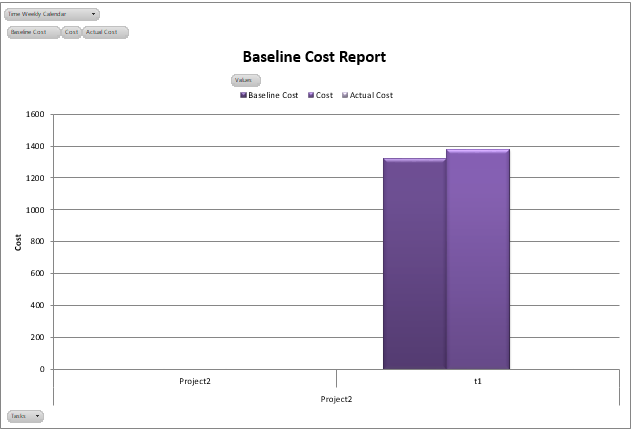 Time Weekly Calendar
Baseline Cost Cost Actual Cost
Baseline Cost Report
Values
Baseline Cost Cost Actual Cost
1600
1400
1200
1000
800
600
400
200
0
Cost
Project2 t1
Project2
Tasks